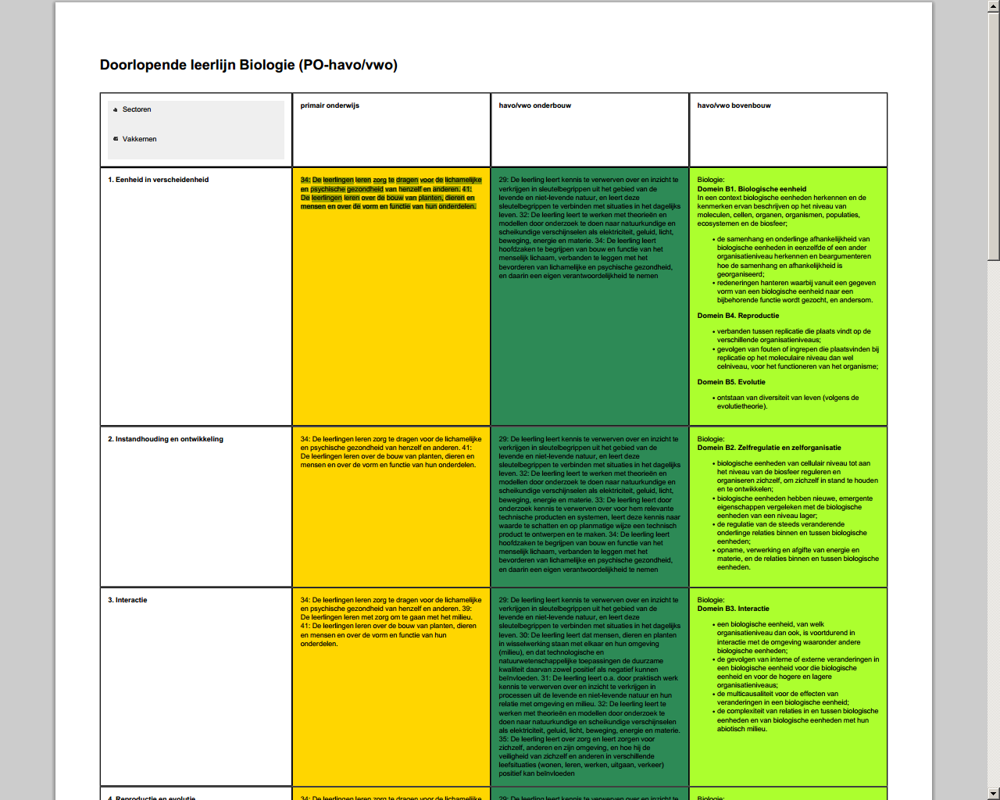 Doorlopende leerlijn Biologie (PO-havo/vwo)
Sectoren
Vakkernen
primair onderwijs
havo/vwo onderbouw
havo/vwo bovenbouw
1. Eenheid in verscheidenheid
34: De leerlingen leren zorg te dragen voor de lichamelijke
en psychische gezondheid van henzelf en anderen. 41:
De leerlingen leren over de bouw van planten, dieren en
mensen en over de vorm en functie van hun onderdelen.
29: De leerling leert kennis te verwerven over en inzicht te
verkrijgen in sleutelbegrippen uit het gebied van de
levende en niet-levende natuur, en leert deze
sleutelbegrippen te verbinden met situaties in het dagelijks
leven. 32: De leerling leert te werken met theorieën en
modellen door onderzoek te doen naar natuurkundige en
scheikundige verschijnselen als elektriciteit, geluid, licht,
beweging, energie en materie. 34: De leerling leert
hoofdzaken te begrijpen van bouw en functie van het
menselijk lichaam, verbanden te leggen met het
bevorderen van lichamelijke en psychische gezondheid,
en daarin een eigen verantwoordelijkheid te nemen
Biologie:
Domein B1. Biologische eenheid
In een context biologische eenheden herkennen en de
kenmerken ervan beschrijven op het niveau van
moleculen, cellen, organen, organismen, populaties,
ecosystemen en de biosfeer;
• de samenhang en onderlinge afhankelijkheid van
biologische eenheden in eenzelfde of een ander
organisatieniveau herkennen en beargumenteren
hoe de samenhang en afhankelijkheid is
georganiseerd;
• redeneringen hanteren waarbij vanuit een gegeven
vorm van een biologische eenheid naar een
bijbehorende functie wordt gezocht, en andersom.
Domein B4. Reproductie
• verbanden tussen replicatie die plaats vindt op de
verschillende organisatieniveaus;
• gevolgen van fouten of ingrepen die plaatsvinden bij
replicatie op het moleculaire niveau dan wel
celniveau, voor het functioneren van het organisme;
Domein B5. Evolutie
• ontstaan van diversiteit van leven (volgens de
evolutietheorie).
2. Instandhouding en ontwikkeling
34: De leerlingen leren zorg te dragen voor de lichamelijke
en psychische gezondheid van henzelf en anderen. 41:
De leerlingen leren over de bouw van planten, dieren en
mensen en over de vorm en functie van hun onderdelen.
29: De leerling leert kennis te verwerven over en inzicht te
verkrijgen in sleutelbegrippen uit het gebied van de
levende en niet-levende natuur, en leert deze
sleutelbegrippen te verbinden met situaties in het dagelijks
leven. 32: De leerling leert te werken met theorieën en
modellen door onderzoek te doen naar natuurkundige en
scheikundige verschijnselen als elektriciteit, geluid, licht,
beweging, energie en materie. 33: De leerling leert door
onderzoek kennis te verwerven over voor hem relevante
technische producten en systemen, leert deze kennis naar
waarde te schatten en op planmatige wijze een technisch
product te ontwerpen en te maken. 34: De leerling leert
hoofdzaken te begrijpen van bouw en functie van het
menselijk lichaam, verbanden te leggen met het
bevorderen van lichamelijke en psychische gezondheid,
en daarin een eigen verantwoordelijkheid te nemen
Biologie:
Domein B2. Zelfregulatie en zelforganisatie
• biologische eenheden van cellulair niveau tot aan
het niveau van de biosfeer reguleren en
organiseren zichzelf, om zichzelf in stand te houden
en te ontwikkelen;
• biologische eenheden hebben nieuwe, emergente
eigenschappen vergeleken met de biologische
eenheden van een niveau lager;
• de regulatie van de steeds veranderende
onderlinge relaties binnen en tussen biologische
eenheden;
• opname, verwerking en afgifte van energie en
materie, en de relaties binnen en tussen biologische
eenheden.
3. Interactie
34: De leerlingen leren zorg te dragen voor de lichamelijke
en psychische gezondheid van henzelf en anderen. 39:
De leerlingen leren met zorg om te gaan met het milieu.
41: De leerlingen leren over de bouw van planten, dieren
en mensen en over de vorm en functie van hun
onderdelen.
29: De leerling leert kennis te verwerven over en inzicht te
verkrijgen in sleutelbegrippen uit het gebied van de
levende en niet-levende natuur, en leert deze
sleutelbegrippen te verbinden met situaties in het dagelijks
leven. 30: De leerling leert dat mensen, dieren en planten
in wisselwerking staan met elkaar en hun omgeving
(milieu), en dat technologische en
natuurwetenschappelijke toepassingen de duurzame
kwaliteit daarvan zowel positief als negatief kunnen
beïnvloeden. 31: De leerling leert o.a. door praktisch werk
kennis te verwerven over en inzicht te verkrijgen in
processen uit de levende en niet-levende natuur en hun
relatie met omgeving en milieu. 32: De leerling leert te
werken met theorieën en modellen door onderzoek te
doen naar natuurkundige en scheikundige verschijnselen
als elektriciteit, geluid, licht, beweging, energie en materie.
35: De leerling leert over zorg en leert zorgen voor
zichzelf, anderen en zijn omgeving, en hoe hij de
veiligheid van zichzelf en anderen in verschillende
leefsituaties (wonen, leren, werken, uitgaan, verkeer)
positief kan beïnvloeden
Biologie:
Domein B3. Interactie
• een biologische eenheid, van welk
organisatieniveau dan ook, is voortdurend in
interactie met de omgeving waaronder andere
biologische eenheden;
• de gevolgen van interne of externe veranderingen in
een biologische eenheid voor die biologische
eenheid en voor de hogere en lagere
organisatieniveaus;
• de multicausaliteit voor de effecten van
veranderingen in een biologische eenheid;
• de complexiteit van relaties in en tussen biologische
eenheden en van biologische eenheden met hun
abiotisch milieu.
4. Reproductie en evolutie
34: De leerlingen leren zorg te dragen voor de lichamelijke
29: De leerling leert kennis te verwerven over en inzicht te
Biologie: